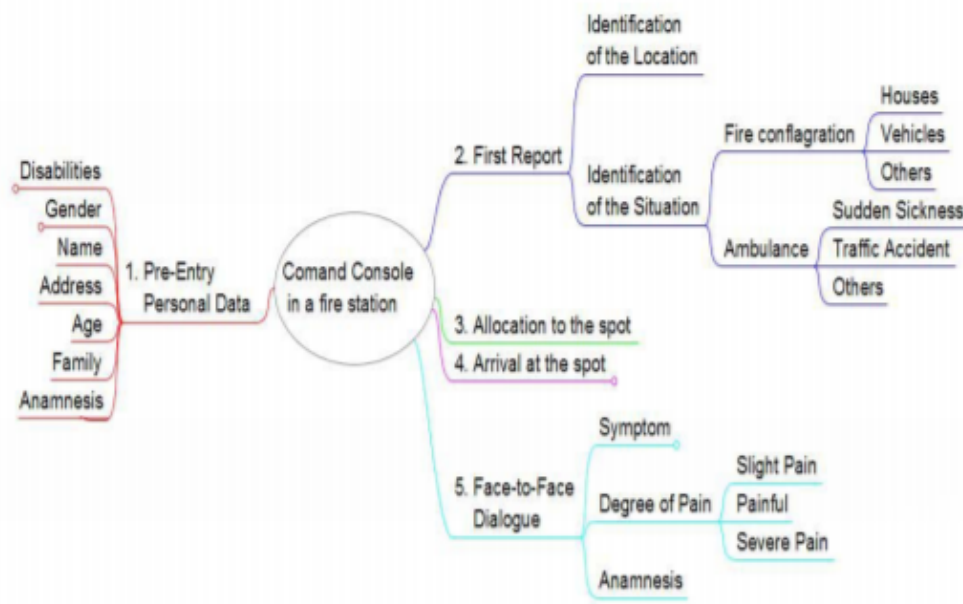 Comand Console
in a fire station
1. Pre-Entry
Personal Data
Disabilities
Gender
Name
Address
Age
Family
Anamnesis
2. First Report
Identification
of the Location
Identification
of the Situation
Fire conflagration
Houses
Vehicles
Others
Ambulance
Sudden Sickness
Traffic Accident
Others
3. Allocation to the spot
4. Arrival at the spot
5. Face-to-Face
Dialogue
Symptom
Degree of Pain
Slight Pain
Painful
Severe Pain
Anamnesis